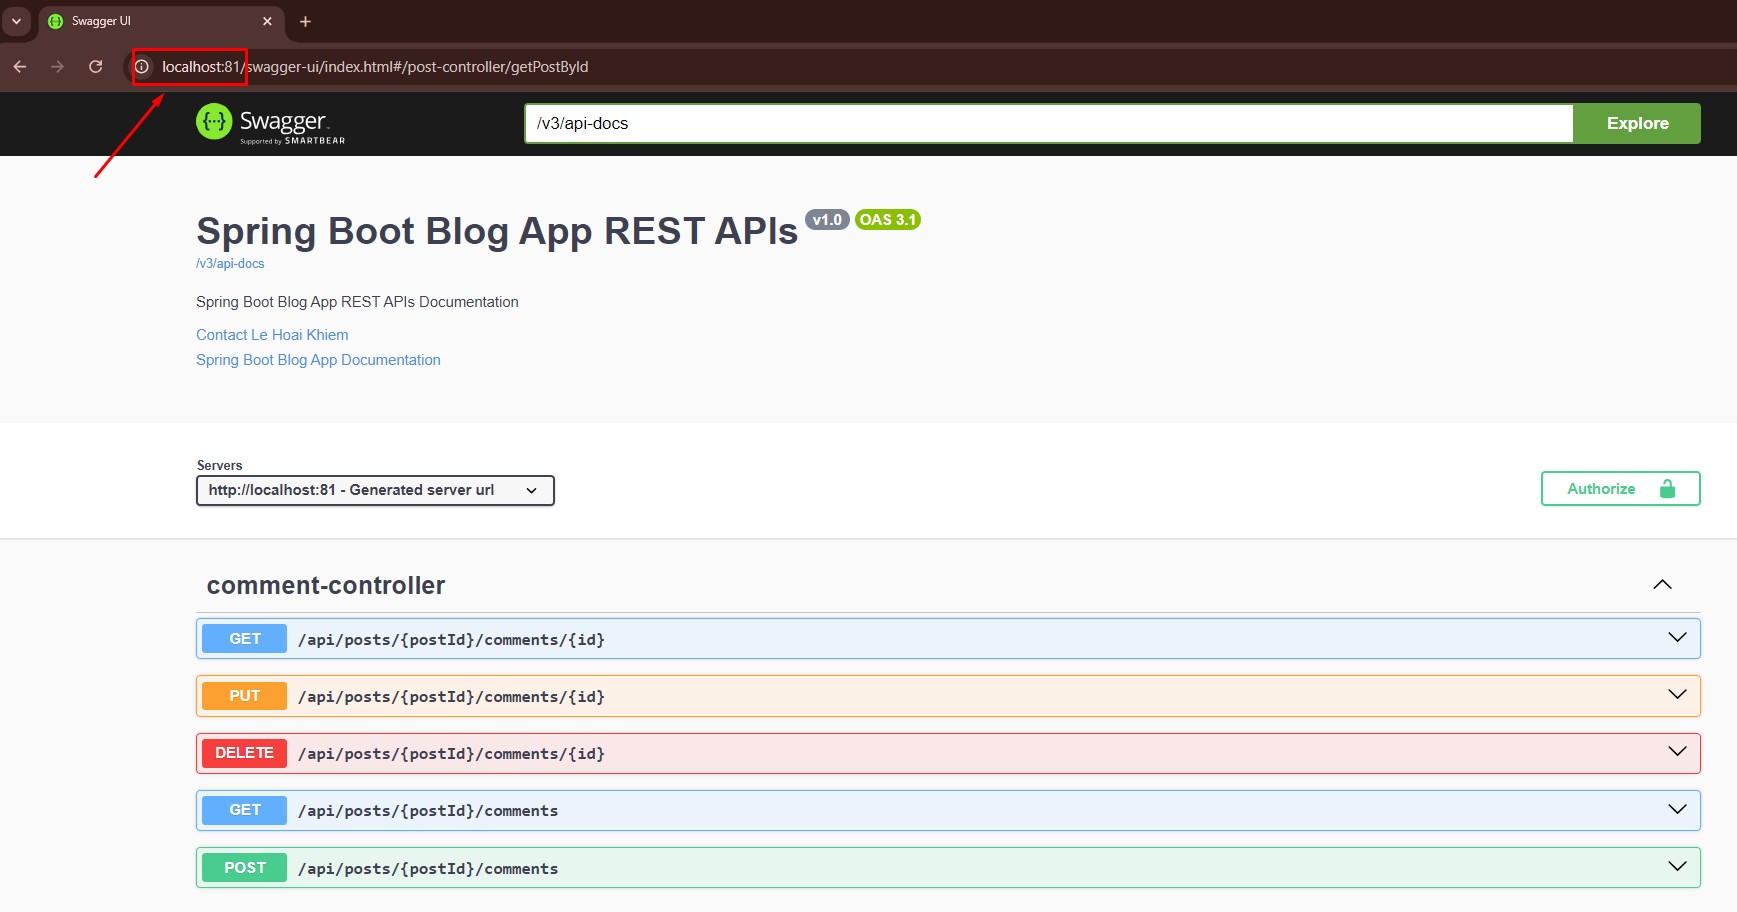 Swagger UI
localhost:81/swagger-ui/index.html#/post-controller/getPostById
Swagger
Supported by SMARTBEAR
/v3/api-docs
Explore
Spring Boot Blog App REST APIs v1.0 OAS 3.1
/v3/api-docs
Spring Boot Blog App REST APIs Documentation
Contact Le Hoai Khiem
Spring Boot Blog App Documentation
Servers
http://localhost:81 - Generated server url
Authorize
comment-controller
GET /api/posts/{postId}/comments/{id}
PUT /api/posts/{postId}/comments/{id}
DELETE /api/posts/{postId}/comments/{id}
GET /api/posts/{postId}/comments
POST /api/posts/{postId}/comments